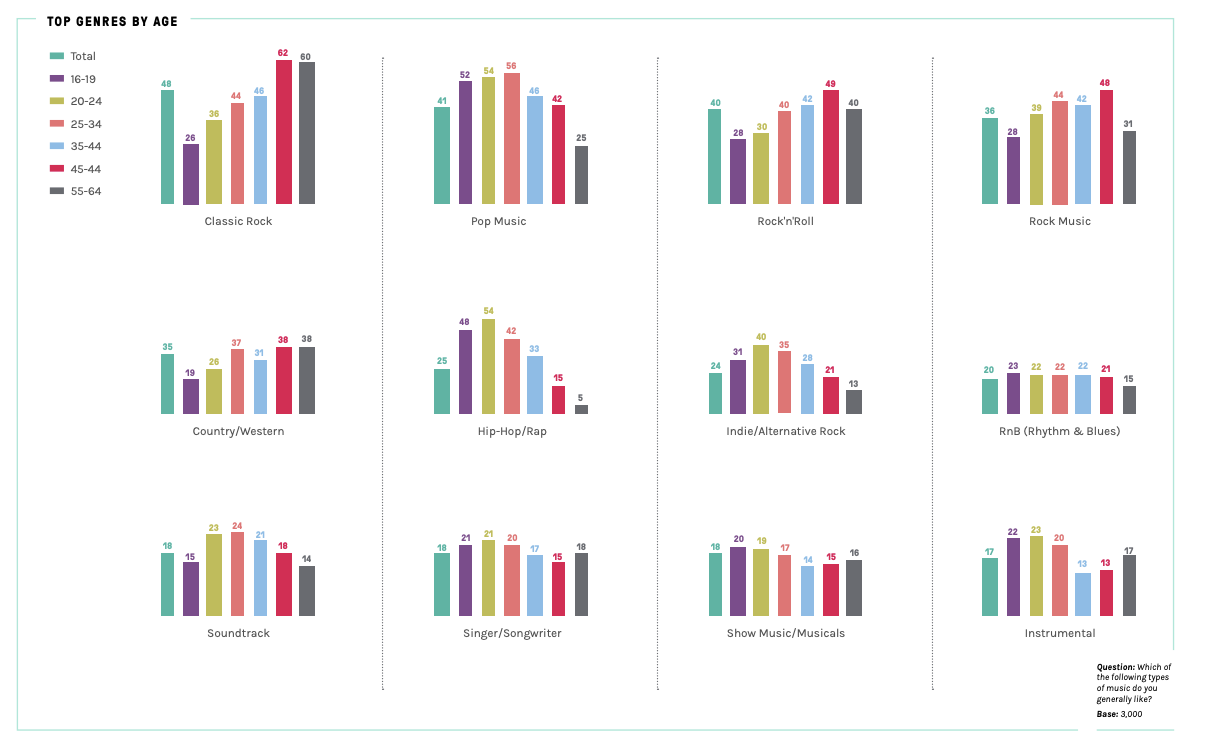 TOP GENRES BY AGE
Total
16-19
20-24
25-34
35-44
45-44
55-64
48 26 36 44 46 62 60
Classic Rock
41 52 54 56 46 42 25
Pop Music
40 28 30 40 42 49 40
Rock'n'Roll
36 28 39 44 42 48 31
Rock Music
35 19 26 37 31 38 38
Country/Western
25 48 54 42 33 15 5
Hip-Hop/Rap
24 31 40 35 28 21 13
Indie/Alternative Rock
20 23 22 22 22 21 15
RnB (Rhythm & Blues)
18 15 23 24 21 18 14
Soundtrack
18 21 21 20 17 15 18
Singer/Songwriter
18 20 19 17 14 15 16
Show Music/Musicals
17 22 23 20 13 13 17
Instrumental
Question: Which of
the following types
of music do you
generally like?
Base: 3,000